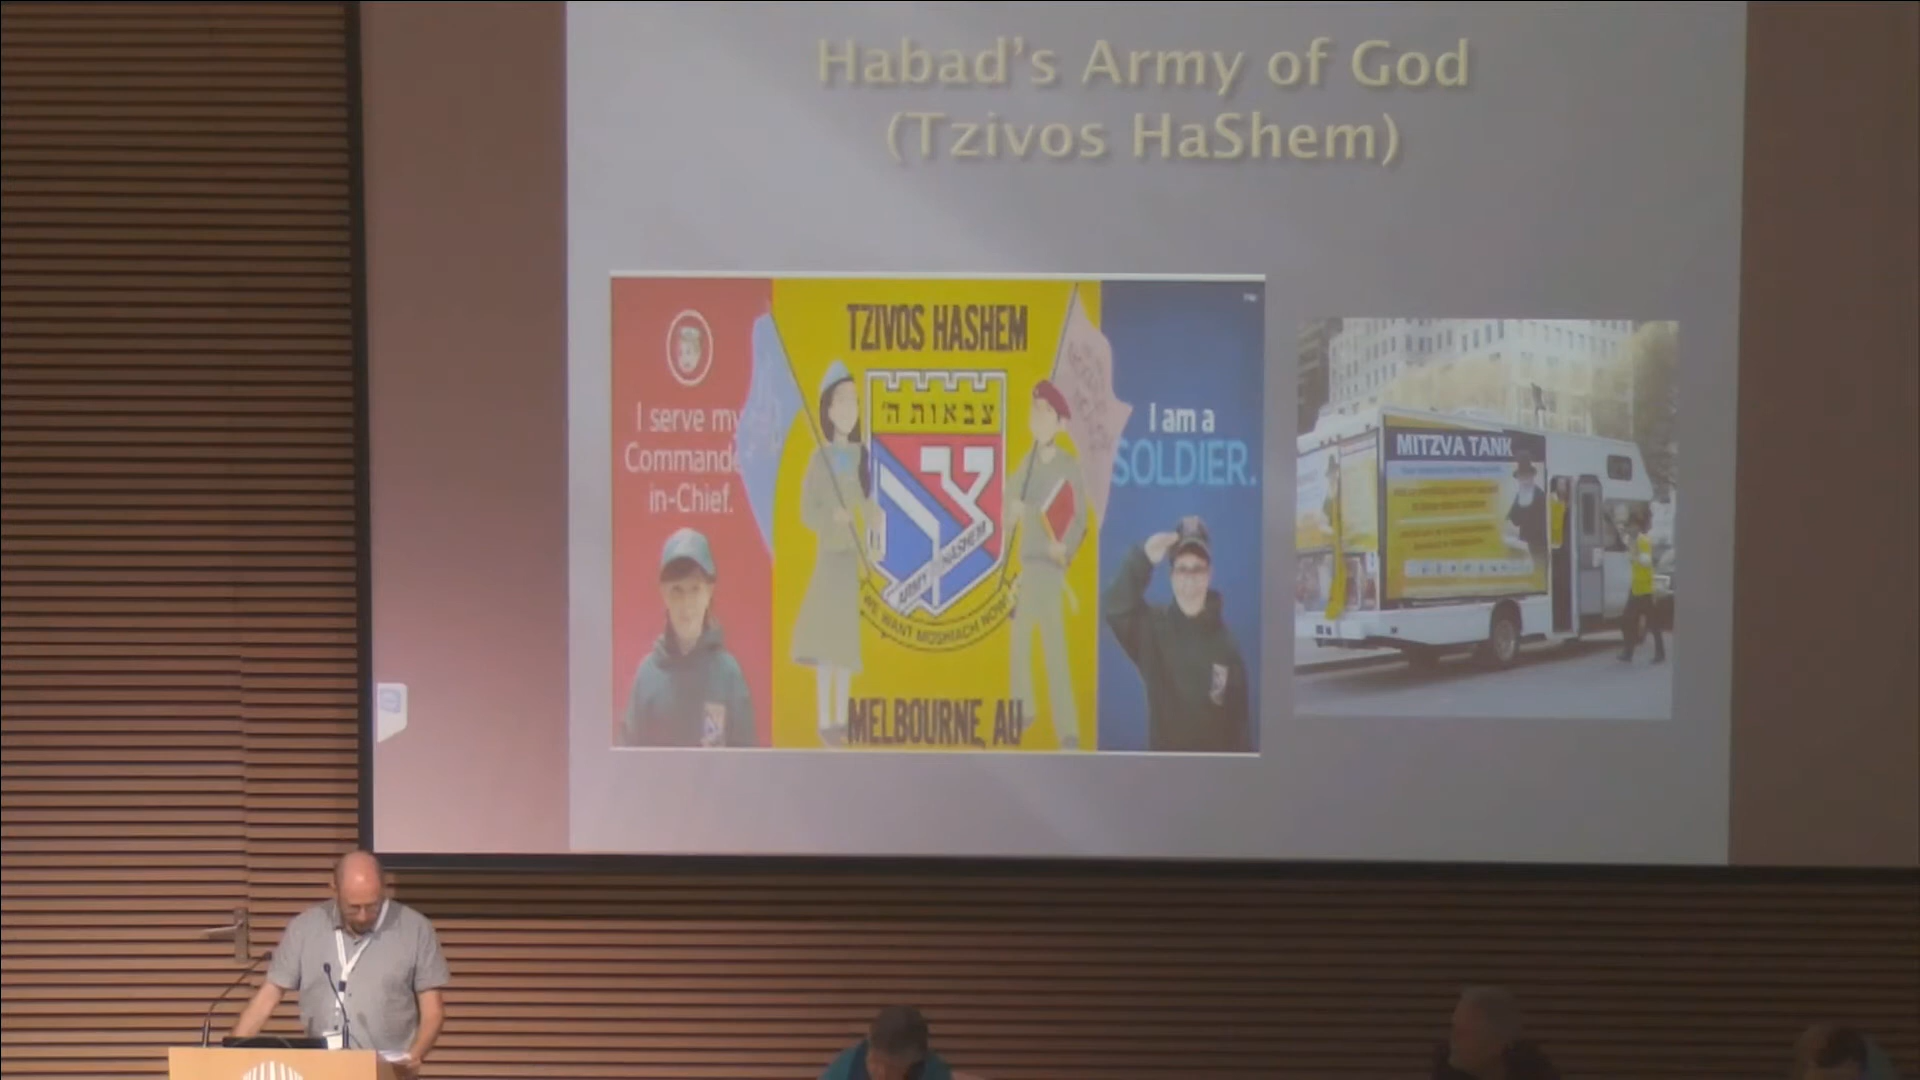 Habad's Army of God
(Tzivos HaShem)
I serve my
Commande
in-Chief.
TZIVOS HASHEM
צבאות ה'
ARMY HASHEM
WE WANT MOSHIACH NOW!
MELBOURNE, AU
I am a
SOLDIER.
MITZVA TANK